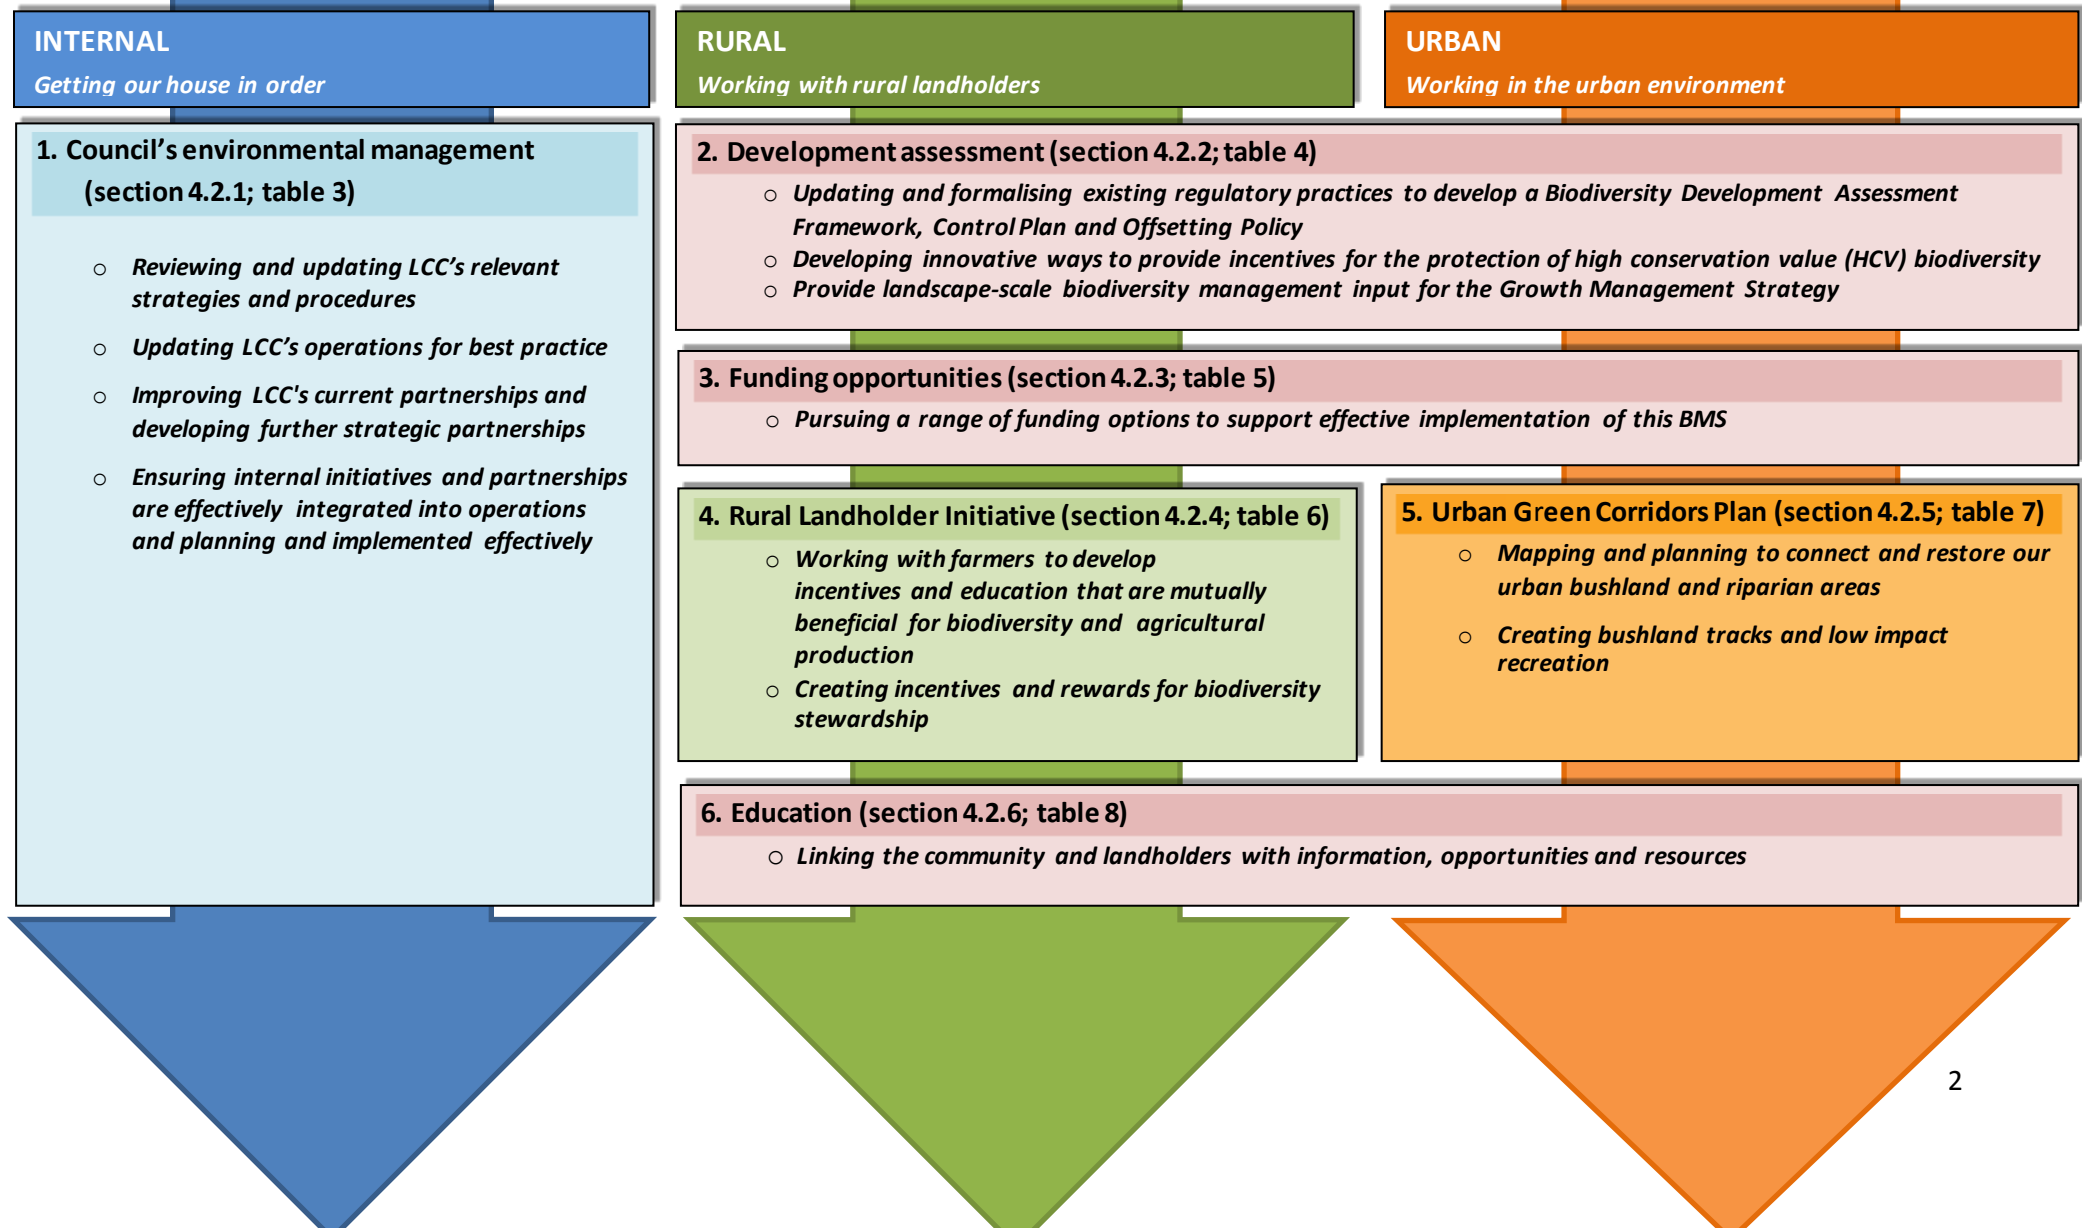 INTERNAL
Getting our house in order
RURAL
Working with rural landholders
URBAN
Working in the urban environment
1. Council's environmental management
(section 4.2.1; table 3)
○ Reviewing and updating LCC's relevant
strategies and procedures
○ Updating LCC's operations for best practice
○ Improving LCC's current partnerships and
developing further strategic partnerships
○ Ensuring internal initiatives and partnerships
are effectively integrated into operations
and planning and implemented effectively
2. Development assessment (section 4.2.2; table 4)
○ Updating and formalising existing regulatory practices to develop a Biodiversity Development Assessment
Framework, Control Plan and Offsetting Policy
○ Developing innovative ways to provide incentives for the protection of high conservation value (HCV) biodiversity
○ Provide landscape-scale biodiversity management input for the Growth Management Strategy
3. Funding opportunities (section 4.2.3; table 5)
○ Pursuing a range of funding options to support effective implementation of this BMS
4. Rural Landholder Initiative (section 4.2.4; table 6)
○ Working with farmers to develop
incentives and education that are mutually
beneficial for biodiversity and agricultural
production
○ Creating incentives and rewards for biodiversity
stewardship
5. Urban Green Corridors Plan (section 4.2.5; table 7)
○ Mapping and planning to connect and restore our
urban bushland and riparian areas
○ Creating bushland tracks and low impact
recreation
6. Education (section 4.2.6; table 8)
○ Linking the community and landholders with information, opportunities and resources
2